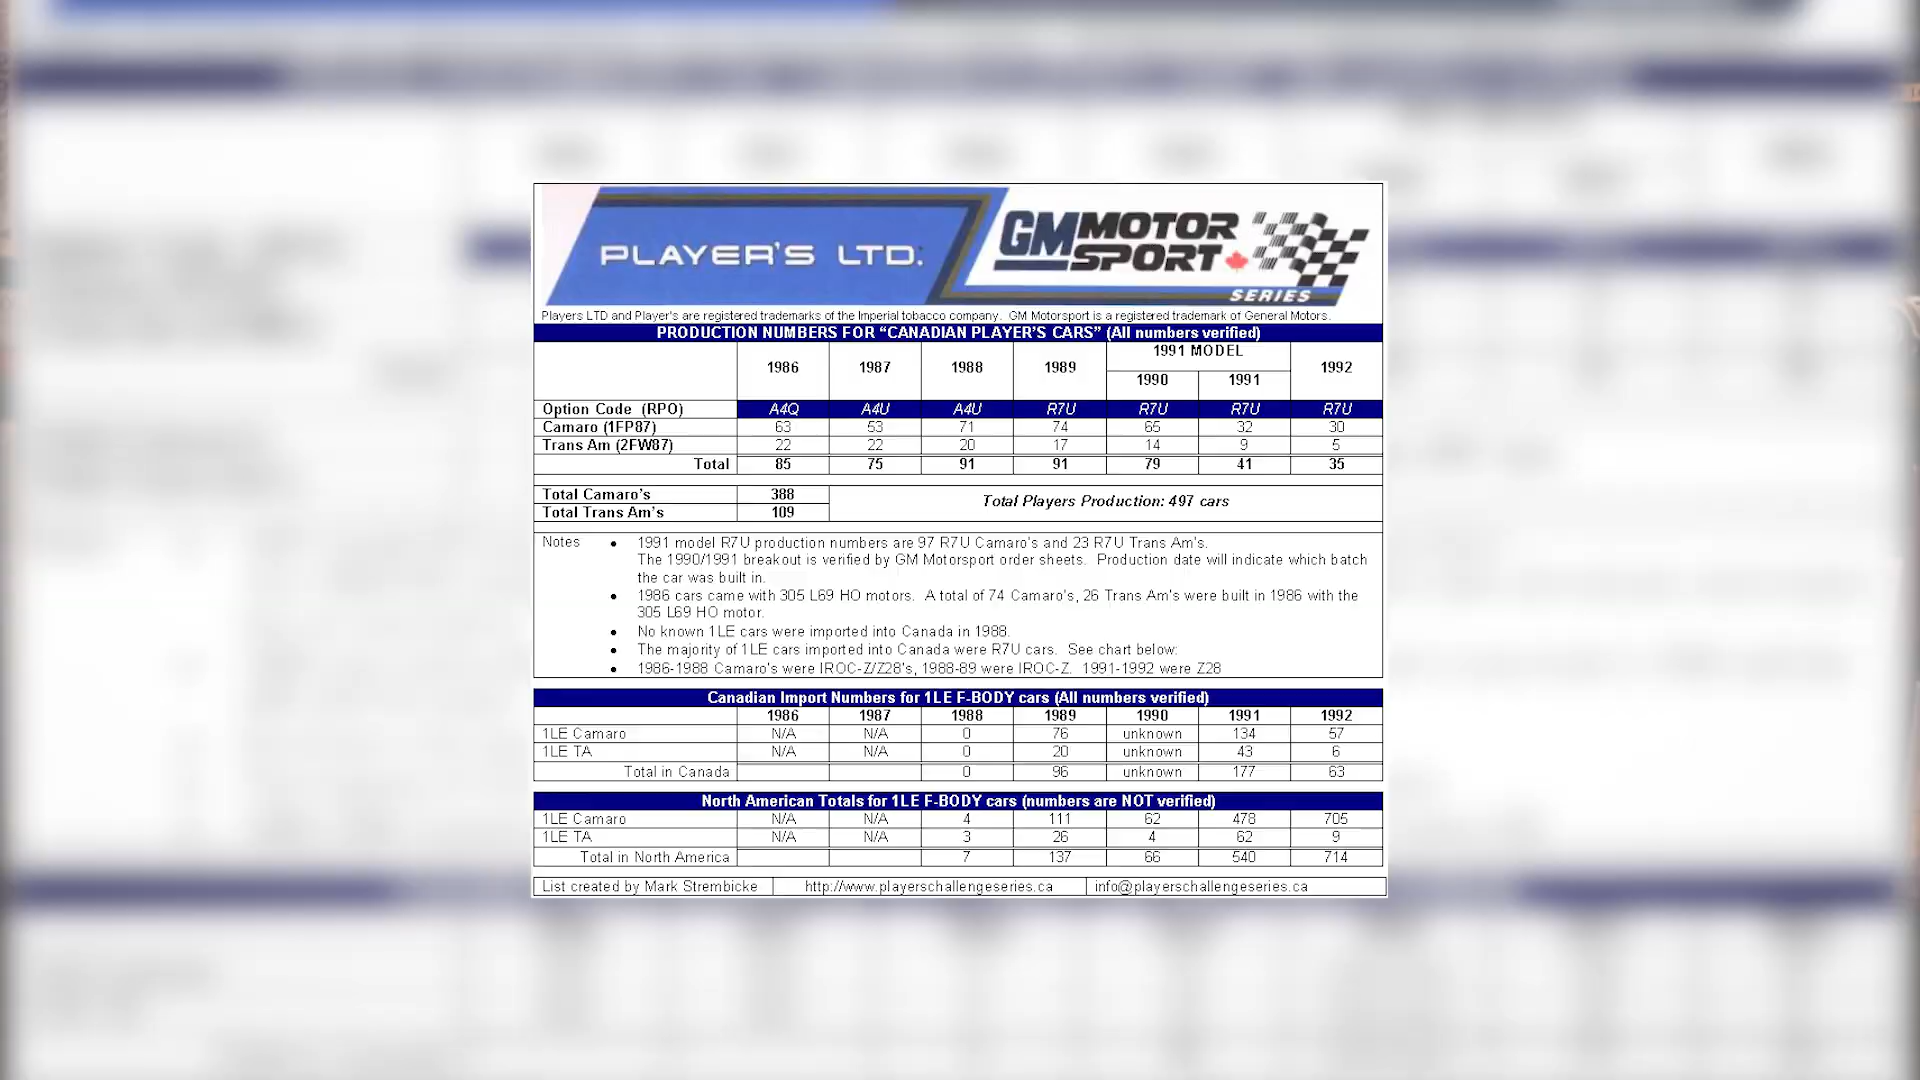 PLAYER'S LTD.
GM MOTOR SPORT
SERIES
Players LTD and Player's are registered trademarks of the Imperial tobacco company. GM Motorsport is a registered trademark of General Motors.
PRODUCTION NUMBERS FOR “CANADIAN PLAYER’S CARS” (All numbers verified)
1986 1987 1988 1989 1991 MODEL 1992
1990 1991
Option Code (RPO) A4Q A4U A4U R7U R7U R7U R7U
Camaro (1FP87) 63 53 71 74 65 32 30
Trans Am (2FW87) 22 22 20 17 14 9 5
Total 85 75 91 91 79 41 35
Total Camaro’s 388
Total Players Production: 497 cars
Total Trans Am’s 109
Notes • 1991 model R7U production numbers are 97 R7U Camaro’s and 23 R7U Trans Am’s.
The 1990/1991 breakout is verified by GM Motorsport order sheets. Production date will indicate which batch
the car was built in.
• 1986 cars came with 305 L69 HO motors. A total of 74 Camaro’s, 26 Trans Am’s were built in 1986 with the
305 L69 HO motor.
• No known 1LE cars were imported into Canada in 1988.
• The majority of 1LE cars imported into Canada were R7U cars. See chart below:
• 1986-1988 Camaro’s were IROC-Z/Z28’s, 1988-89 were IROC-Z. 1991-1992 were Z28
Canadian Import Numbers for 1LE F-BODY cars (All numbers verified)
1986 1987 1988 1989 1990 1991 1992
1LE Camaro N/A N/A 0 76 unknown 134 57
1LE TA N/A N/A 0 20 unknown 43 6
Total in Canada 0 96 unknown 177 63
North American Totals for 1LE F-BODY cars (numbers are NOT verified)
1LE Camaro N/A N/A 4 111 62 478 705
1LE TA N/A N/A 3 26 4 62 9
Total in North America 7 137 66 540 714
List created by Mark Strembicke http://www.playerschallengeseries.ca info@playerschallengeseries.ca